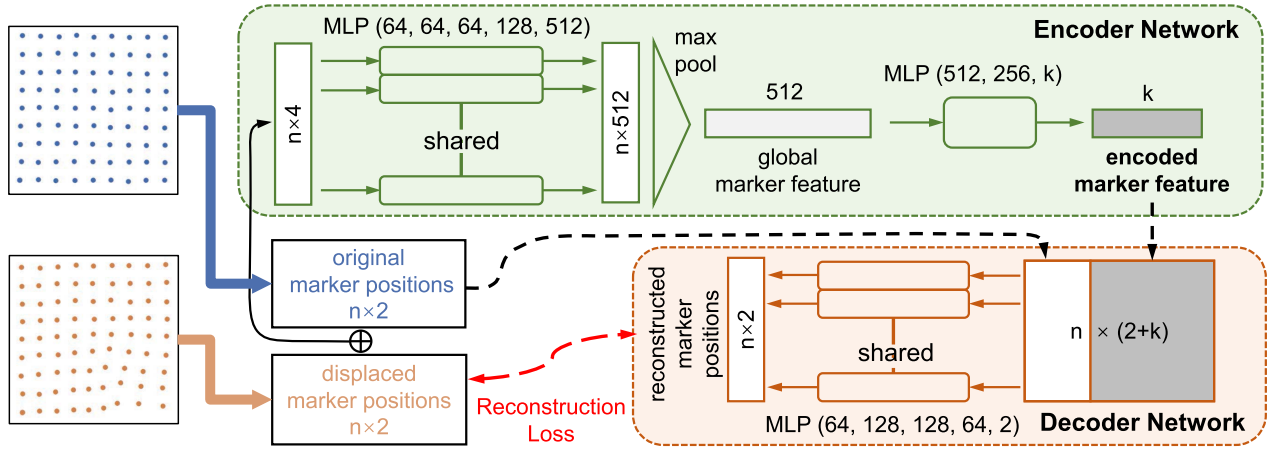 Encoder Network
MLP (64, 64, 64, 128, 512)
n×4
shared
n×512
max
pool
512
global
marker feature
MLP (512, 256, k)
k
encoded
marker feature
original
marker positions
n×2
displaced
marker positions
n×2
Reconstruction
Loss
reconstructed
marker
positions
n×2
shared
MLP (64, 128, 128, 64, 2)
n × (2+k)
Decoder Network